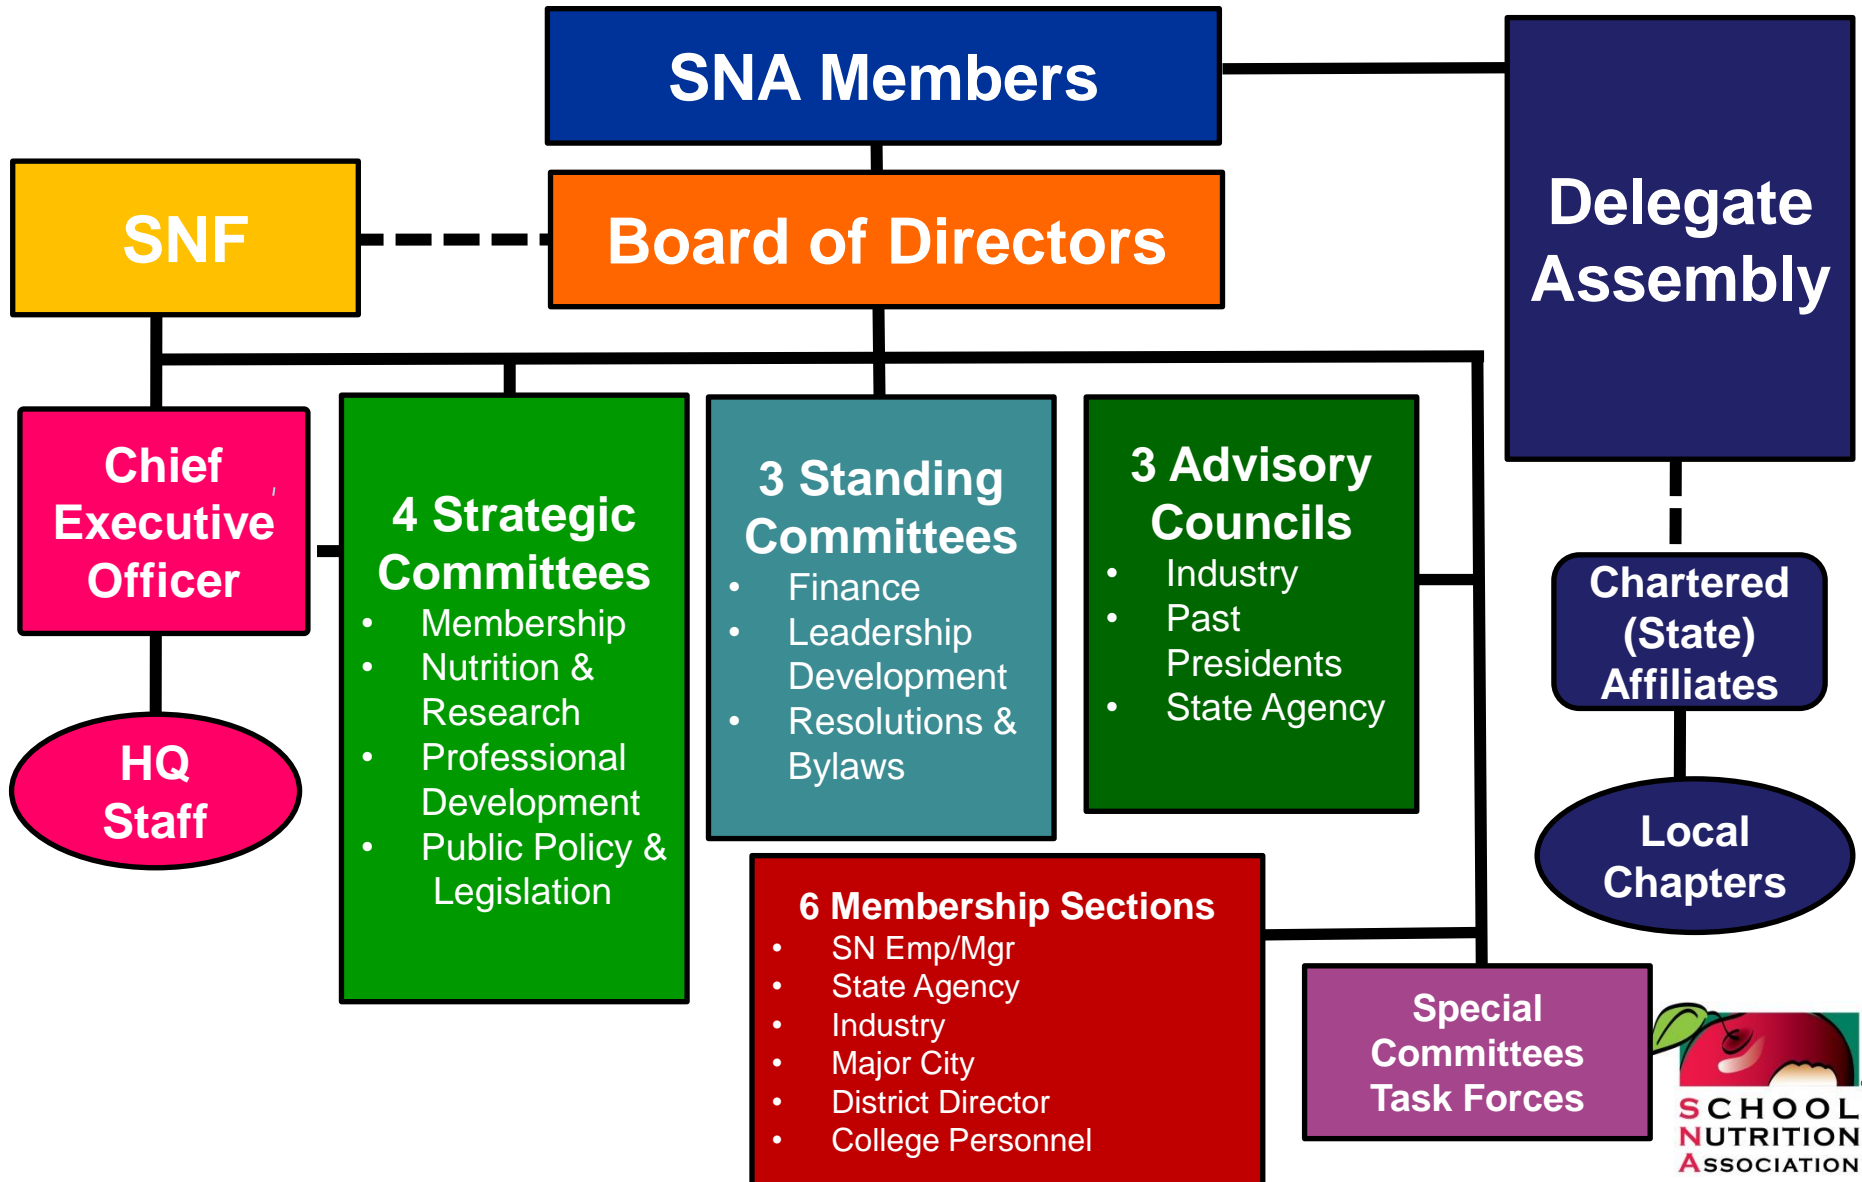 SNA Members
SNF
Board of Directors
Delegate
Assembly
Chief
Executive
Officer
HQ
Staff
4 Strategic
Committees
• Membership
• Nutrition &
Research
• Professional
Development
• Public Policy &
Legislation
3 Standing
Committees
• Finance
• Leadership
Development
• Resolutions &
Bylaws
3 Advisory
Councils
• Industry
• Past
Presidents
• State Agency
Chartered
(State)
Affiliates
Local
Chapters
6 Membership Sections
• SN Emp/Mgr
• State Agency
• Industry
• Major City
• District Director
• College Personnel
Special
Committees
Task Forces
SCHOOL
NUTRITION
ASSOCIATION